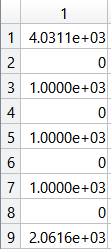 1
1 4.0311e+03
2 0
3 1.0000e+03
4 0
5 1.0000e+03
6 0
7 1.0000e+03
8 0
9 2.0616e+03